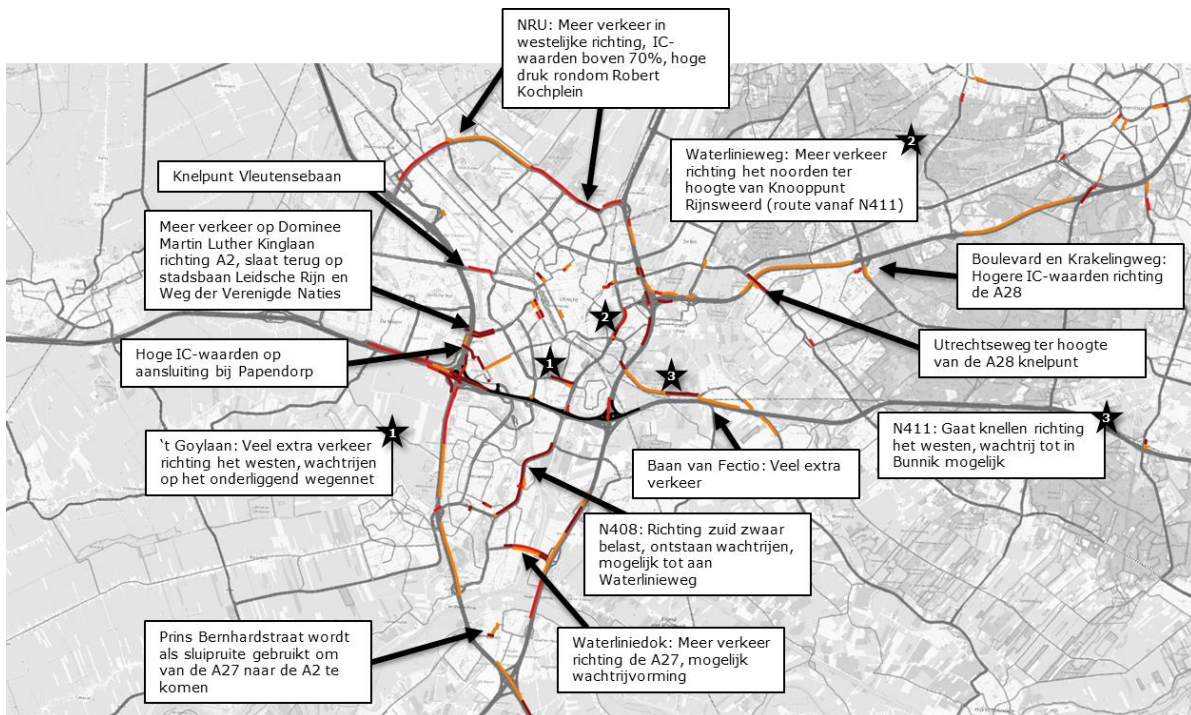 NRU: Meer verkeer in
westelijke richting, IC-
waarden boven 70%, hoge
druk rondom Robert
Kochplein
2
Waterlinieweg: Meer verkeer
richting het noorden ter
hoogte van Knooppunt
Rijnsweerd (route vanaf N411)
Knelpunt Vleutensebaan
Meer verkeer op Dominee
Martin Luther Kinglaan
richting A2, slaat terug op
stadsbaan Leidsche Rijn en
Weg der Verenigde Naties
Boulevard en Krakelingweg:
Hogere IC-waarden richting
de A28
2
Utrechtseweg ter hoogte
van de A28 knelpunt
Hoge IC-waarden op
aansluiting bij Papendorp
1
3
1
‘t Goylaan: Veel extra verkeer
richting het westen, wachtrijen
op het onderliggend wegennet
3
N411: Gaat knellen richting
het westen, wachtrij tot in
Bunnik mogelijk
Baan van Fectio: Veel extra
verkeer
N408: Richting zuid zwaar
belast, ontstaan wachtrijen,
mogelijk tot aan
Waterlinieweg
Prins Bernhardstraat wordt
als sluipruite gebruikt om
van de A27 naar de A2 te
komen
Waterliniedok: Meer verkeer
richting de A27, mogelijk
wachtrijvorming
Utrecht